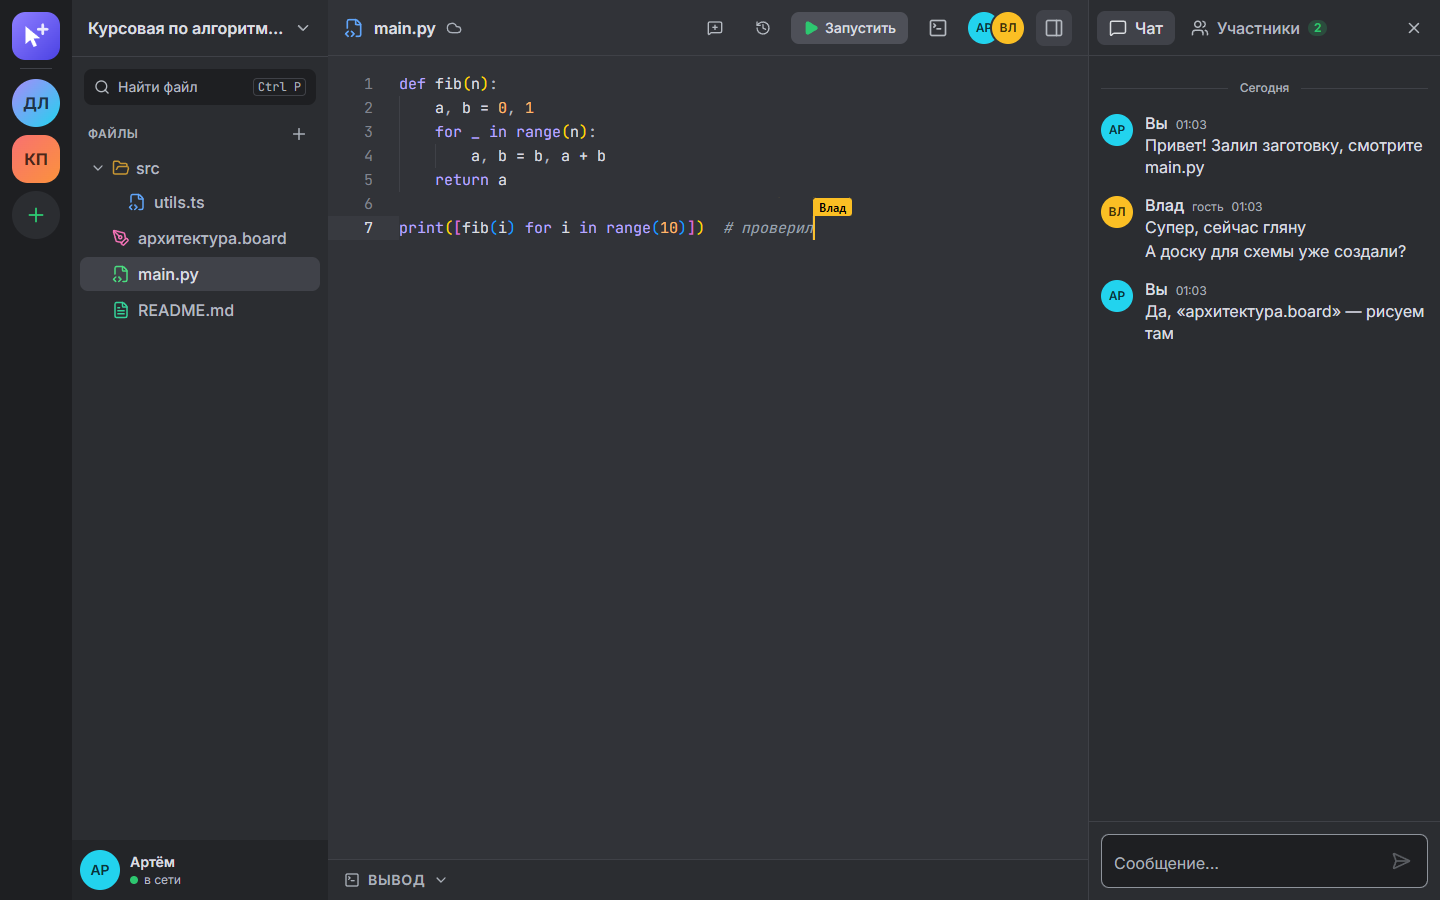 ДЛ
КП
Курсовая по алгоритм...
Найти файл Ctrl P
ФАЙЛЫ
src
utils.ts
архитектура.board
main.py
README.md
АР
Артём
в сети
main.py
Запустить
АР ВЛ
1 def fib(n):
2 a, b = 0, 1
3 for _ in range(n):
4 a, b = b, a + b
5 return a
6
Влад
7 print([fib(i) for i in range(10)]) # проверил
ВЫВОД
Чат
Участники 2
Сегодня
АР
Вы 01:03
Привет! Залил заготовку, смотрите
main.py
ВЛ
Влад гость 01:03
Супер, сейчас гляну
А доску для схемы уже создали?
АР
Вы 01:03
Да, «архитектура.board» — рисуем
там
Сообщение...